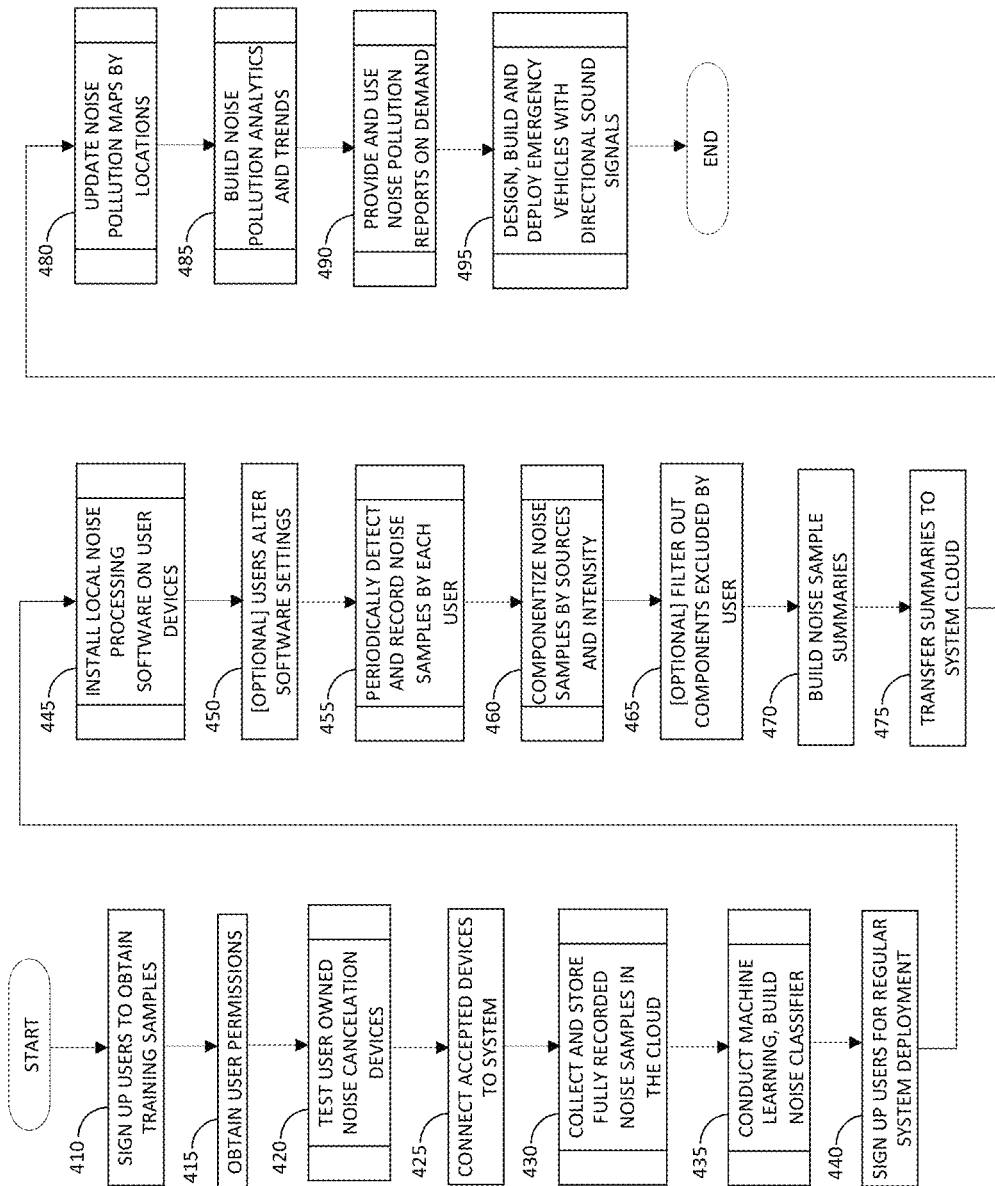 START
410
SIGN UP USERS TO OBTAIN
TRAINING SAMPLES
415
OBTAIN USER PERMISSIONS
420
TEST USER OWNED
NOISE CANCELATION
DEVICES
425
CONNECT ACCEPTED DEVICES
TO SYSTEM
430
COLLECT AND STORE
FULLY RECORDED
NOISE SAMPLES IN
THE CLOUD
435
CONDUCT MACHINE
LEARNING, BUILD
NOISE CLASSIFIER
440
SIGN UP USERS FOR REGULAR
SYSTEM DEPLOYMENT
445
INSTALL LOCAL NOISE
PROCESSING
SOFTWARE ON USER
DEVICES
450
[OPTIONAL] USERS ALTER
SOFTWARE SETTINGS
455
PERIODICALLY DETECT
AND RECORD NOISE
SAMPLES BY EACH
USER
460
COMPONENTIZE NOISE
SAMPLES BY SOURCES
AND INTENSITY
465
[OPTIONAL] FILTER OUT
COMPONENTS EXCLUDED BY
USER
470
BUILD NOISE SAMPLE
SUMMARIES
475
TRANSFER SUMMARIES TO
SYSTEM CLOUD
480
UPDATE NOISE
POLLUTION MAPS BY
LOCATIONS
485
BUILD NOISE
POLLUTION ANALYTICS
AND TRENDS
490
PROVIDE AND USE
NOISE POLLUTION
REPORTS ON DEMAND
495
DESIGN, BUILD AND
DEPLOY EMERGENCY
VEHICLES WITH
DIRECTIONAL SOUND
SIGNALS
END